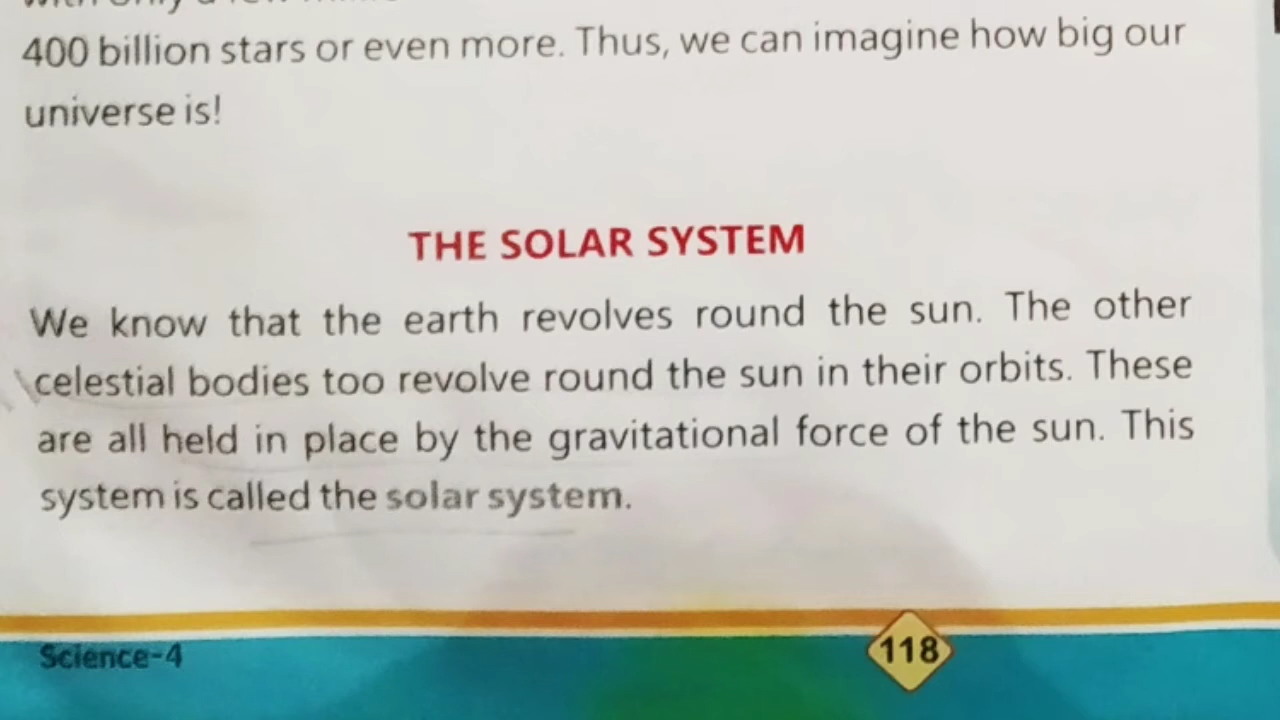 400 billion stars or even more. Thus, we can imagine how big our
universe is!
THE SOLAR SYSTEM
We know that the earth revolves round the sun. The other
celestial bodies too revolve round the sun in their orbits. These
are all held in place by the gravitational force of the sun. This
system is called the solar system.
Science-4
118